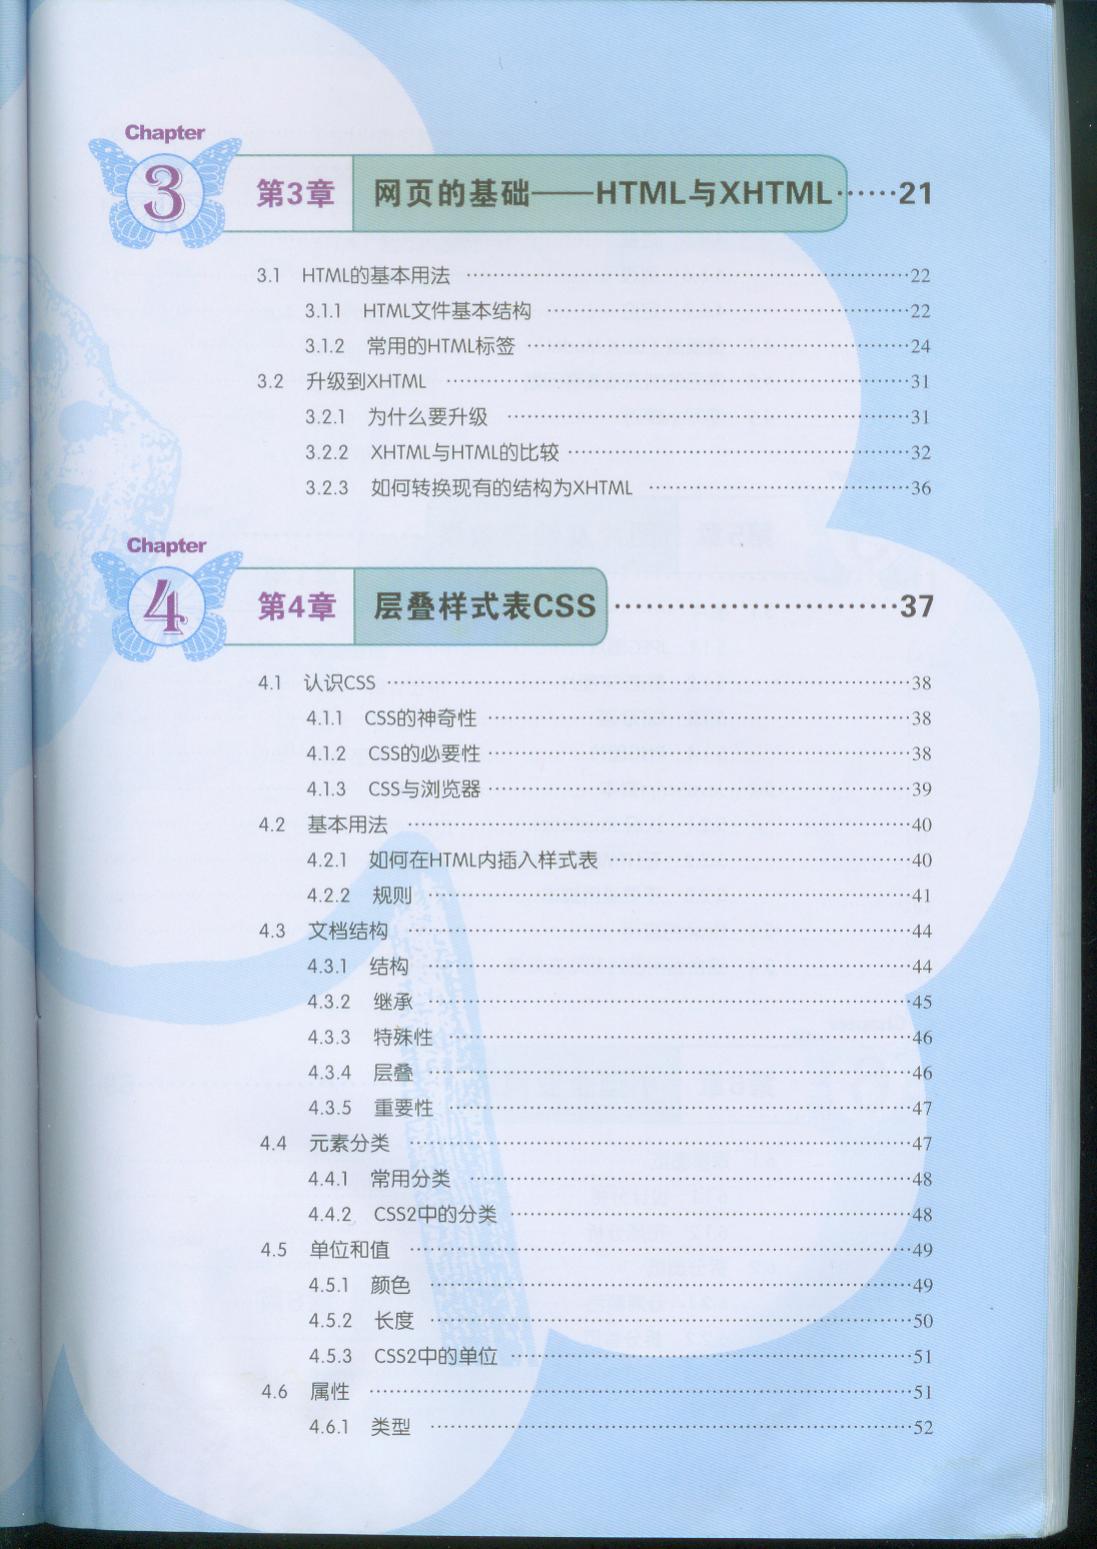 Chapter
3 第3章 网页的基础——HTML与XHTML……21
3.1 HTML的基本用法 ……22
3.1.1 HTML文件基本结构 ……22
3.1.2 常用的HTML标签 ……24
3.2 升级到XHTML ……31
3.2.1 为什么要升级 ……31
3.2.2 XHTML与HTML的比较 ……32
3.2.3 如何转换现有的结构为XHTML ……36
Chapter
4 第4章 层叠样式表CSS ……37
4.1 认识CSS ……38
4.1.1 CSS的神奇性 ……38
4.1.2 CSS的必要性 ……38
4.1.3 CSS与浏览器 ……39
4.2 基本用法 ……40
4.2.1 如何在HTML内插入样式表 ……40
4.2.2 规则 ……41
4.3 文档结构 ……44
4.3.1 结构 ……44
4.3.2 继承 ……45
4.3.3 特殊性 ……46
4.3.4 层叠 ……46
4.3.5 重要性 ……47
4.4 元素分类 ……47
4.4.1 常用分类 ……48
4.4.2 CSS2中的分类 ……48
4.5 单位和值 ……49
4.5.1 颜色 ……49
4.5.2 长度 ……50
4.5.3 CSS2中的单位 ……51
4.6 属性 ……51
4.6.1 类型 ……52